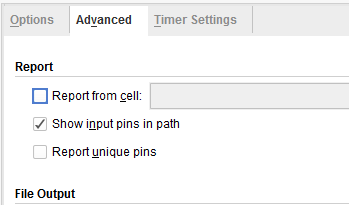 Options Advanced Timer Settings
Report
Report from cell:
Show input pins in path
Report unique pins
File Output